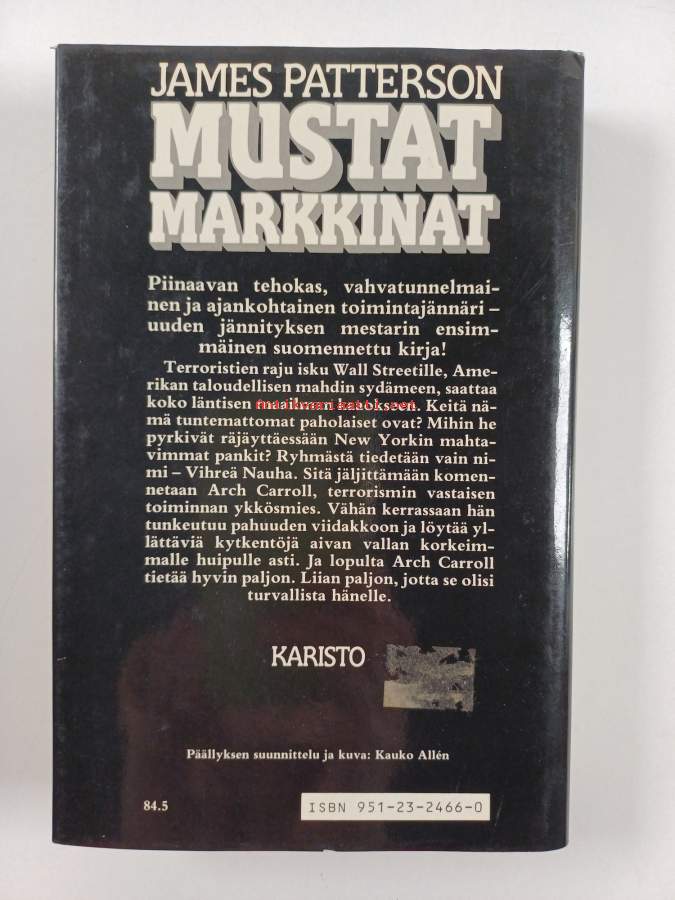 JAMES PATTERSON
MUSTAT
MARKKINAT
Piinaavan tehokas, vahvatunnelmai-
nen ja ajankohtainen toimintajännäri –
uuden jännityksen mestarin ensim-
mäinen suomennettu kirja!
Terroristien raju isku Wall Streetille, Ame-
rikan taloudellisen mahdin sydämeen, saattaa
koko läntisen maailman kaaokseen. Keitä nä-
mä tuntemattomat paholaiset ovat? Mihin he
pyrkivät räjäyttäessään New Yorkin mahta-
vimmat pankit? Ryhmästä tiedetään vain ni-
mi – Vihreä Nauha. Sitä jäljittämään komen-
netaan Arch Carroll, terrorismin vastaisen
toiminnan ykkösmies. Vähän kerrassaan hän
tunkeutuu pahuuden viidakkoon ja löytää yl-
lättäviä kytkentöjä aivan vallan korkeim-
malle huipulle asti. Ja lopulta Arch Carroll
tietää hyvin paljon. Liian paljon, jotta se olisi
turvallista hänelle.
KARISTO
Päällyksen suunnittelu ja kuva: Kauko Allén
84.5
ISBN 951-23-2466-0